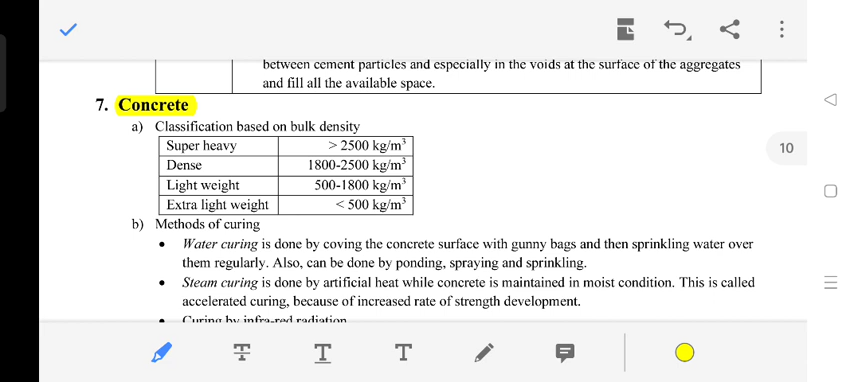 between cement particles and especially in the voids at the surface of the aggregates
and fill all the available space.
7. Concrete
a) Classification based on bulk density
Super heavy > 2500 kg/m³
Dense 1800-2500 kg/m³
Light weight 500-1800 kg/m³
Extra light weight < 500 kg/m³
10
b) Methods of curing
• Water curing is done by coving the concrete surface with gunny bags and then sprinkling water over
them regularly. Also, can be done by ponding, spraying and sprinkling.
• Steam curing is done by artificial heat while concrete is maintained in moist condition. This is called
accelerated curing, because of increased rate of strength development.
• Curing by infra-red radiation
T T T